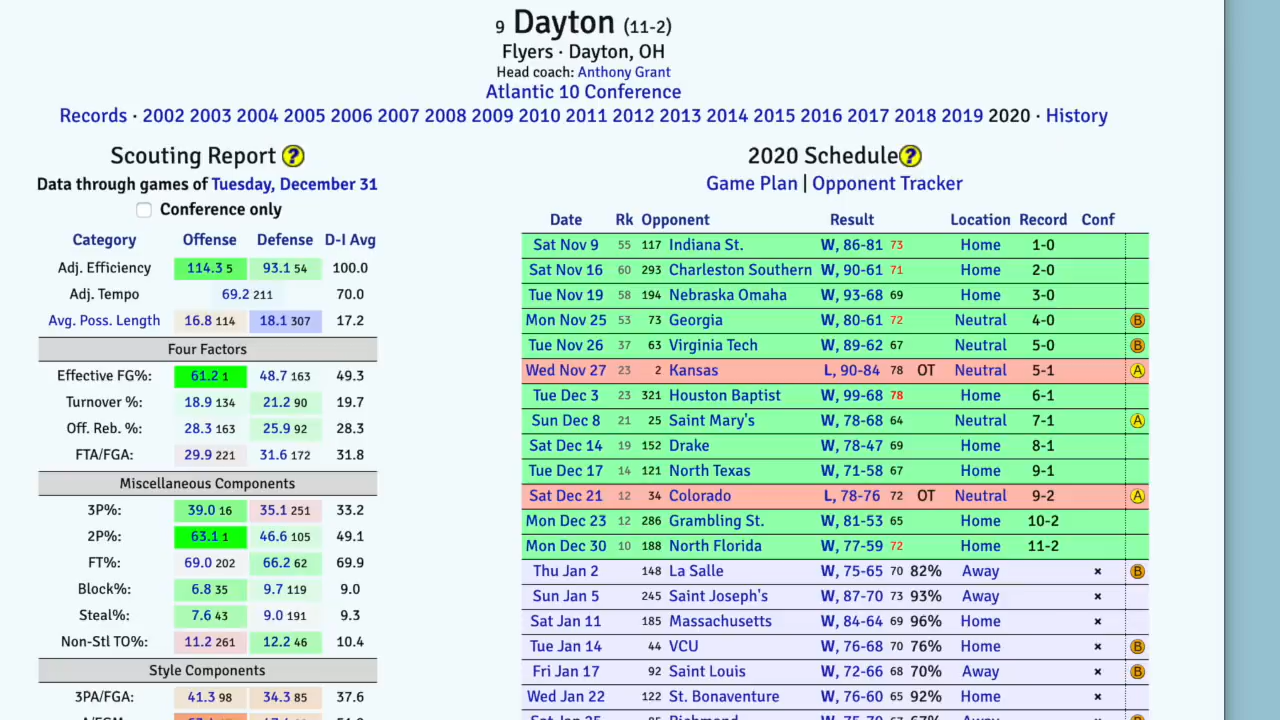 9 Dayton (11-2)
Flyers · Dayton, OH
Head coach: Anthony Grant
Atlantic 10 Conference
Records · 2002 2003 2004 2005 2006 2007 2008 2009 2010 2011 2012 2013 2014 2015 2016 2017 2018 2019 2020 · History
Scouting Report ?
Data through games of Tuesday, December 31
Conference only
Category Offense Defense D-I Avg
Adj. Efficiency 114.3 5 93.1 54 100.0
Adj. Tempo 69.2 211 70.0
Avg. Poss. Length 16.8 114 18.1 307 17.2
Four Factors
Effective FG%: 61.2 1 48.7 163 49.3
Turnover %: 18.9 134 21.2 90 19.7
Off. Reb. %: 28.3 163 25.9 92 28.3
FTA/FGA: 29.9 221 31.6 172 31.8
Miscellaneous Components
3P%: 39.0 16 35.1 251 33.2
2P%: 63.1 1 46.6 105 49.1
FT%: 69.0 202 66.2 62 69.9
Block%: 6.8 35 9.7 119 9.0
Steal%: 7.6 43 9.0 191 9.3
Non-Stl TO%: 11.2 261 12.2 46 10.4
Style Components
3PA/FGA: 41.3 98 34.3 85 37.6
2020 Schedule ?
Game Plan | Opponent Tracker
Date Rk Opponent Result Location Record Conf
Sat Nov 9 55 117 Indiana St. W, 86-81 73 Home 1-0
Sat Nov 16 60 293 Charleston Southern W, 90-61 71 Home 2-0
Tue Nov 19 58 194 Nebraska Omaha W, 93-68 69 Home 3-0
Mon Nov 25 53 73 Georgia W, 80-61 72 Neutral 4-0 B
Tue Nov 26 37 63 Virginia Tech W, 89-62 67 Neutral 5-0 B
Wed Nov 27 23 2 Kansas L, 90-84 78 OT Neutral 5-1 A
Tue Dec 3 23 321 Houston Baptist W, 99-68 78 Home 6-1
Sun Dec 8 21 25 Saint Mary's W, 78-68 64 Neutral 7-1 A
Sat Dec 14 19 152 Drake W, 78-47 69 Home 8-1
Tue Dec 17 14 121 North Texas W, 71-58 67 Home 9-1
Sat Dec 21 12 34 Colorado L, 78-76 72 OT Neutral 9-2 A
Mon Dec 23 12 286 Grambling St. W, 81-53 65 Home 10-2
Mon Dec 30 10 188 North Florida W, 77-59 72 Home 11-2
Thu Jan 2 148 La Salle W, 75-65 70 82% Away × B
Sun Jan 5 245 Saint Joseph's W, 87-70 73 93% Away ×
Sat Jan 11 185 Massachusetts W, 84-64 69 96% Home ×
Tue Jan 14 44 VCU W, 76-68 70 76% Home × B
Fri Jan 17 92 Saint Louis W, 72-66 68 70% Away × B
Wed Jan 22 122 St. Bonaventure W, 76-60 65 92% Home ×